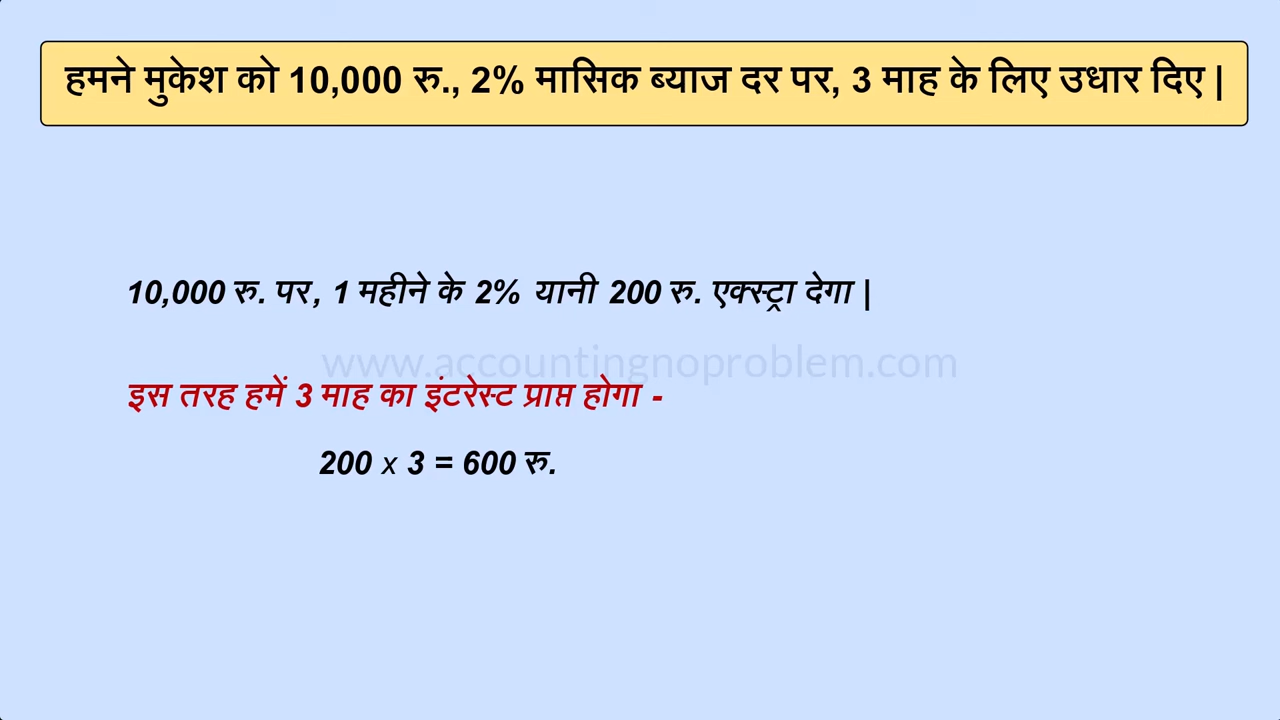 हमने मुकेश को 10,000 रु., 2% मासिक ब्याज दर पर, 3 माह के लिए उधार दिए |
10,000 रु. पर, 1 महीने के 2% यानी 200 रु. एक्स्ट्रा देगा |
www.accountingnoproblem.com
इस तरह हमें 3 माह का इंटरेस्ट प्राप्त होगा -
200 x 3 = 600 रु.